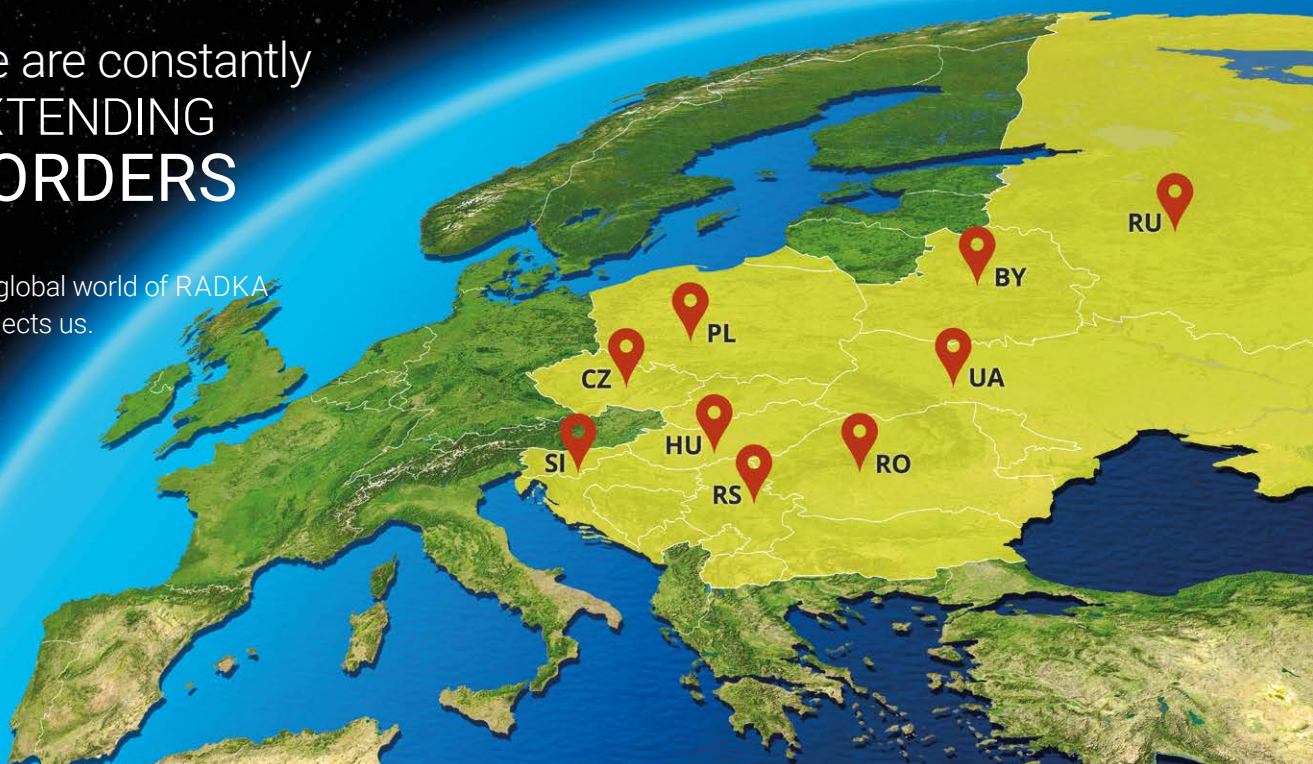 e are constantly
XTENDING
ORDERS
global world of RADKA
ects us.
RU
BY
PL
CZ
UA
HU
SI
RO
RS